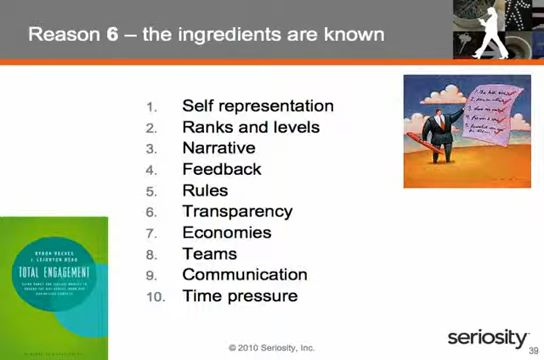 Reason 6 – the ingredients are known
1. Self representation
2. Ranks and levels
3. Narrative
4. Feedback
5. Rules
6. Transparency
7. Economies
8. Teams
9. Communication
10. Time pressure
BYRON REEVES
J. LEIGHTON READ
TOTAL ENGAGEMENT
© 2010 Seriosity, Inc.
seriosity
39